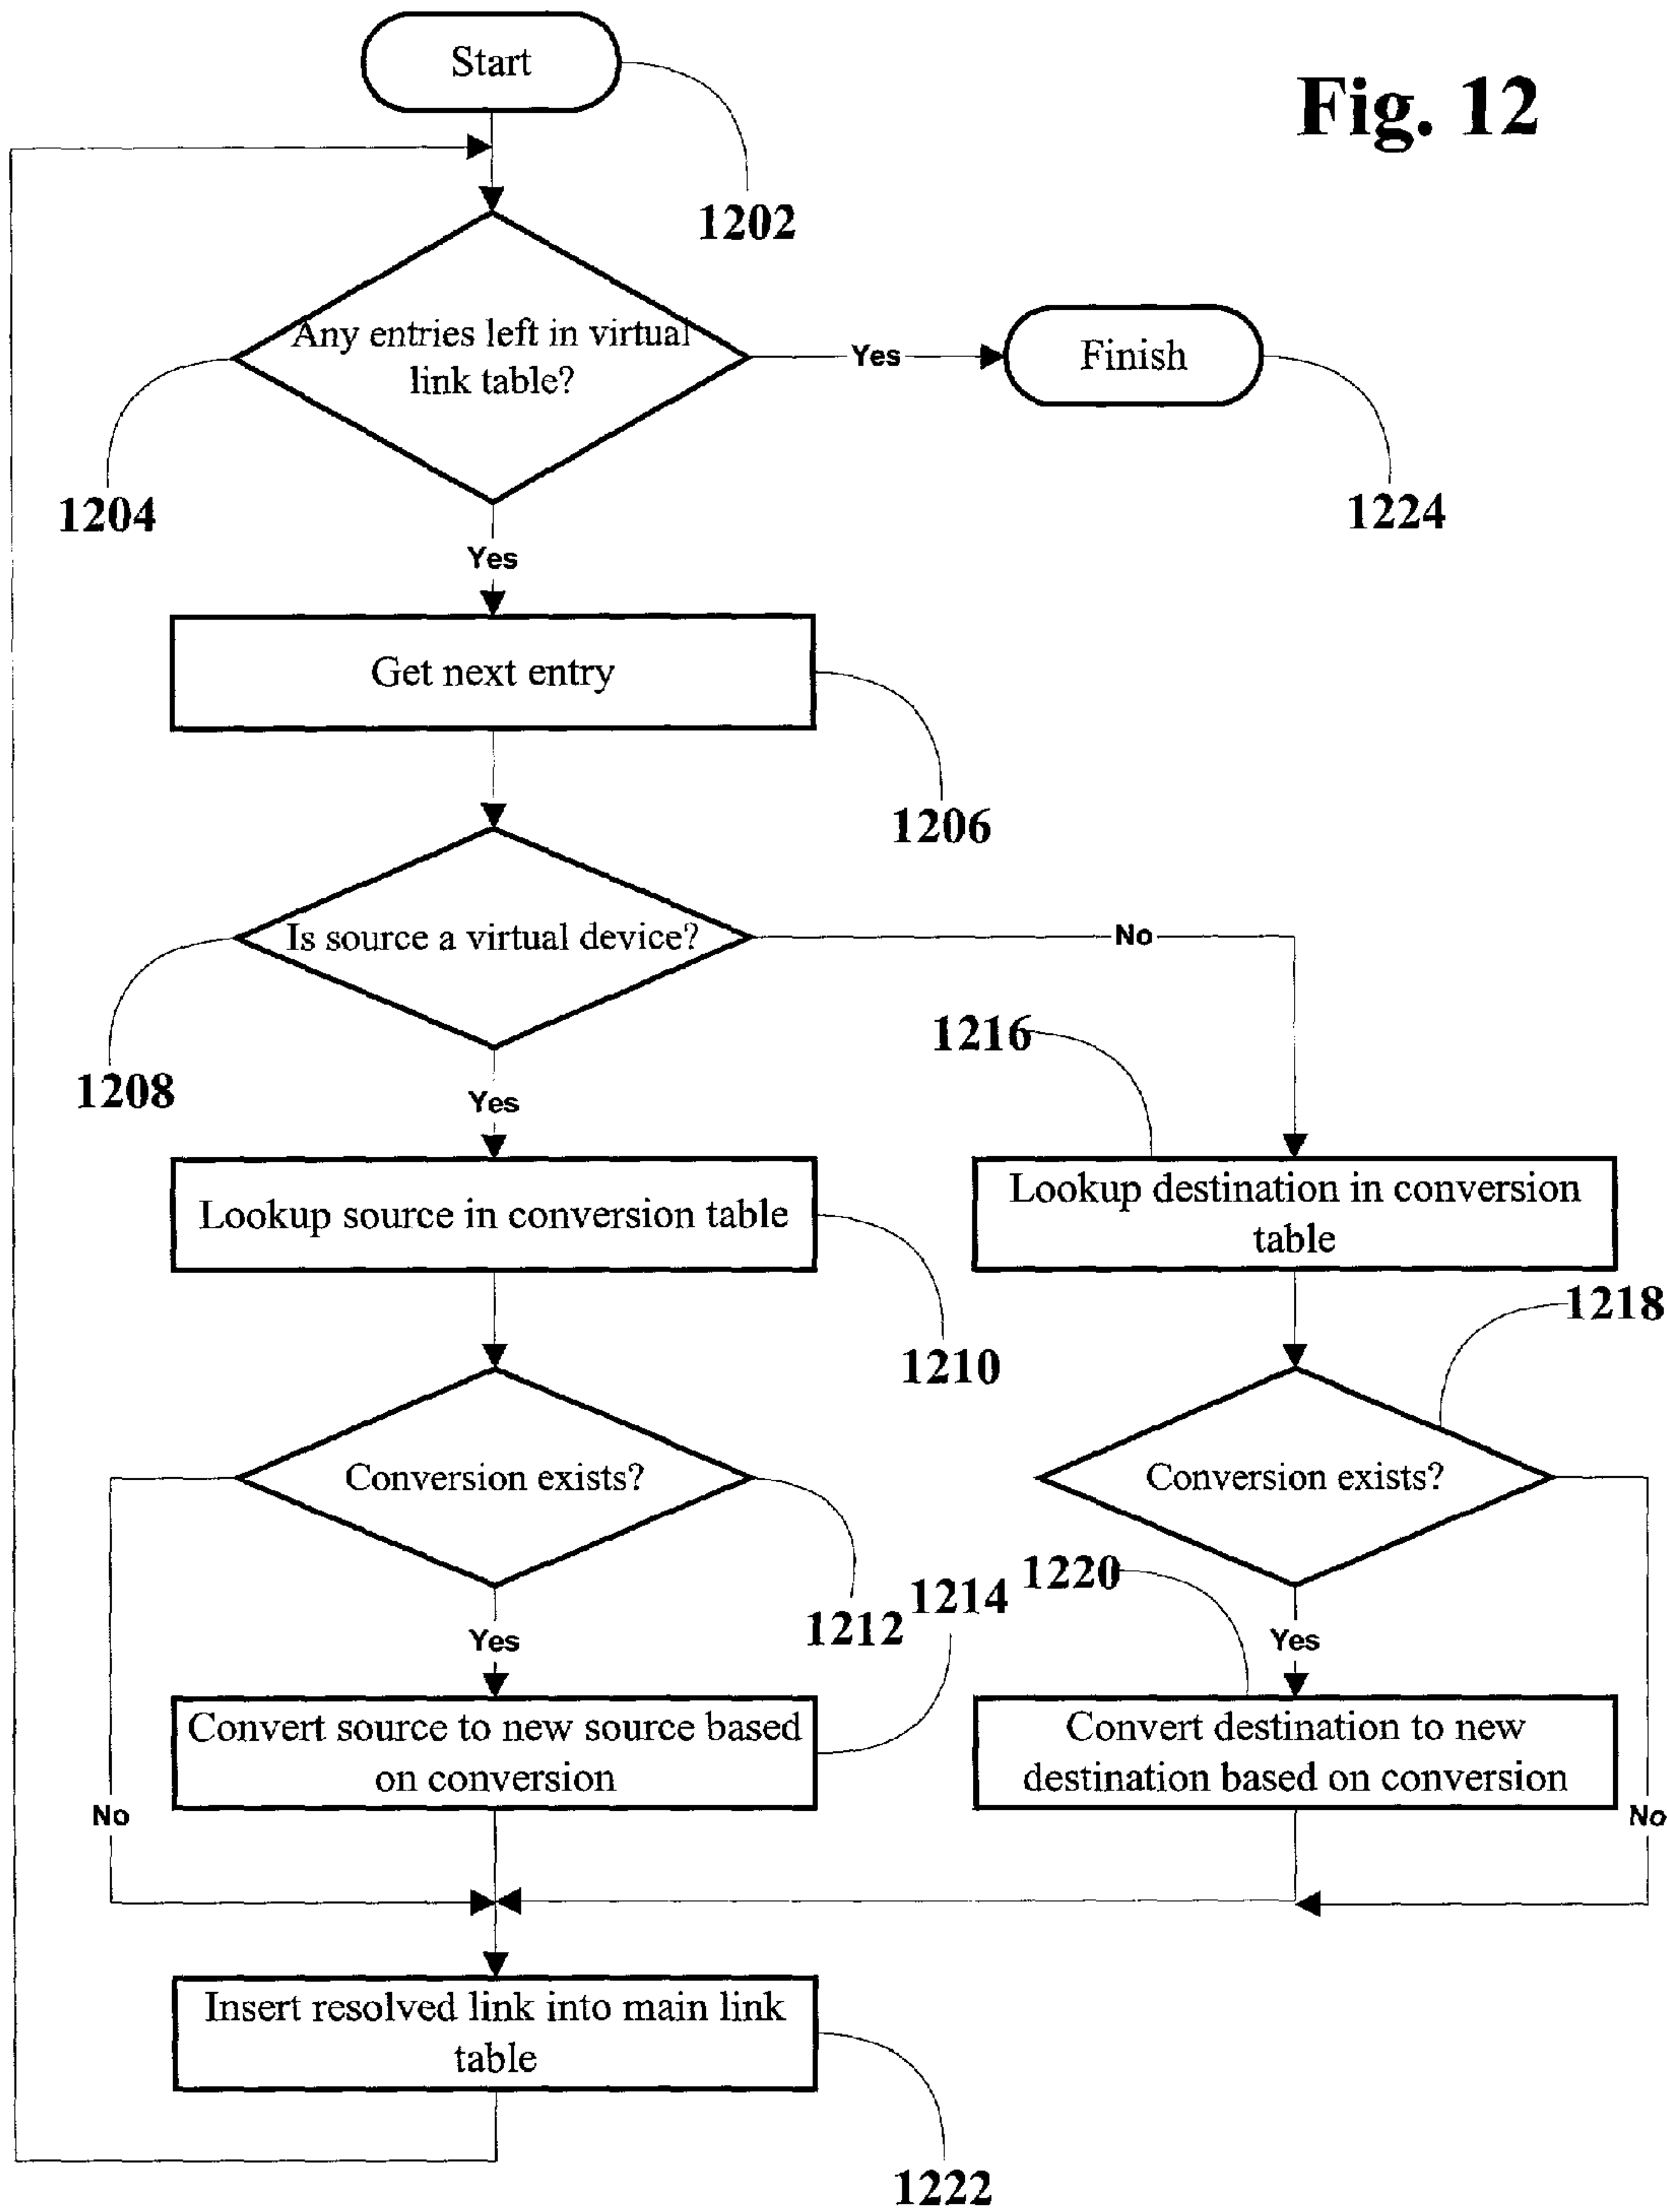 Start
Fig. 12
1202
Any entries left in virtual
link table?
Yes
Finish
1204
1224
Yes
Get next entry
1206
Is source a virtual device?
No
1216
1208
Yes
Lookup source in conversion table
Lookup destination in conversion
table
1218
1210
Conversion exists?
Conversion exists?
1220
1214
1212
Yes
Yes
Convert source to new source based
on conversion
Convert destination to new
destination based on conversion
No
No
Insert resolved link into main link
table
1222